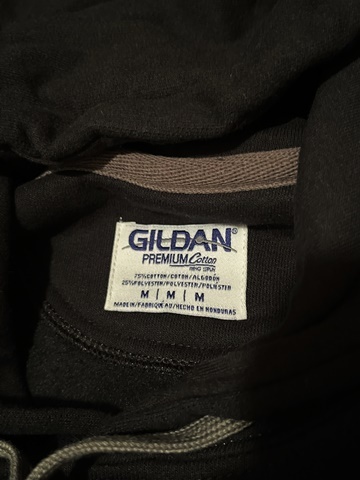 GILDAN®
PREMIUM Cotton
RING SPUN
75% COTTON/COTON/ALGODÓN
25% POLYESTER/POLYESTER/POLIÉSTER
M | M | M
MADE IN/FABRIQUÉ AU/HECHO EN HONDURAS